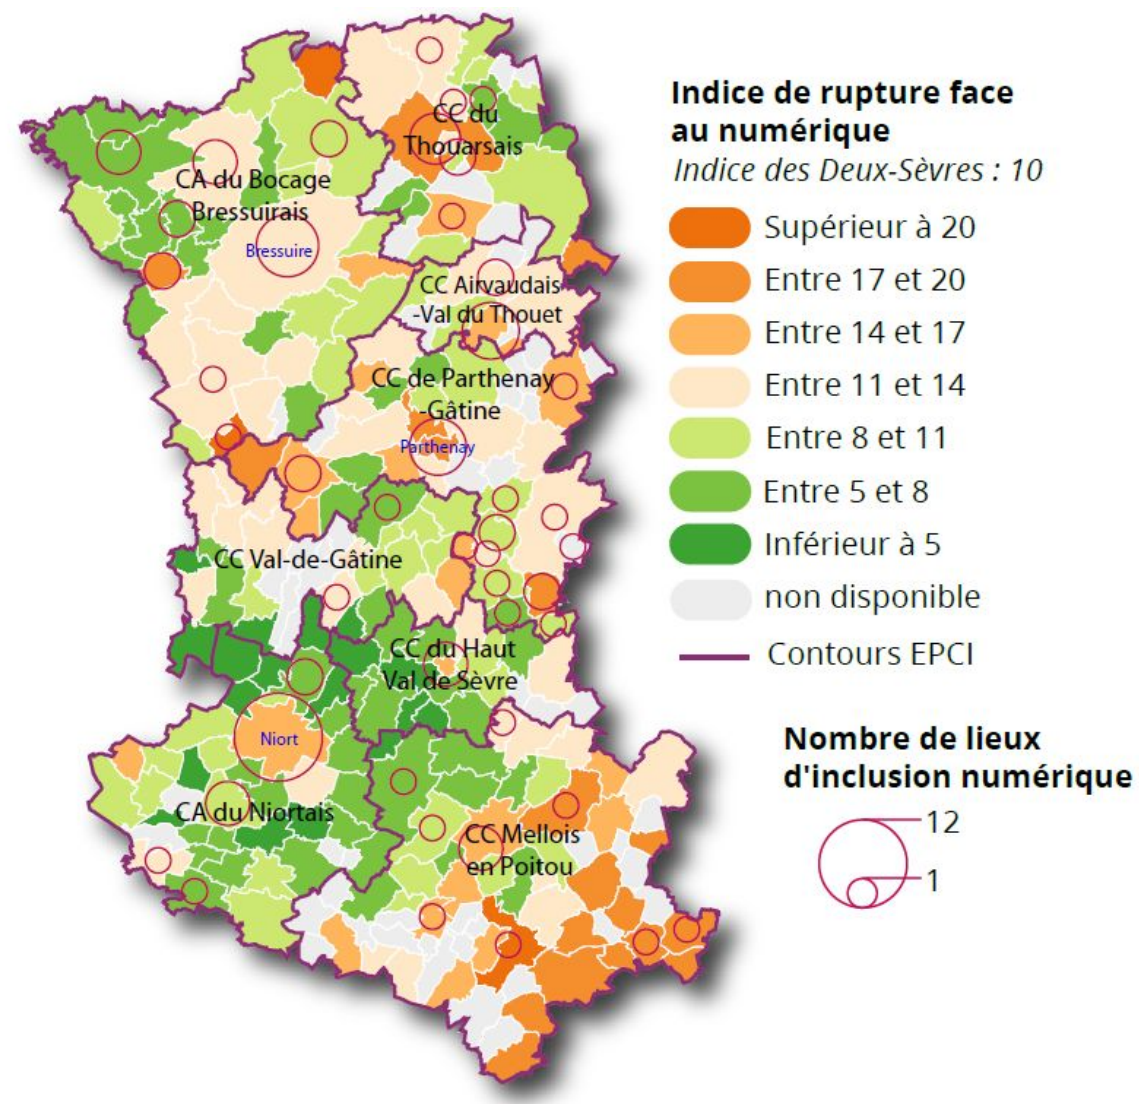 CC du
Thouarsais
CA du Bocage
Bressuirais
Bressuire
CC Airvaudais
-Val du Thouet
CC de Parthenay
-Gâtine
Parthenay
CC Val-de-Gâtine
CC du Haut
Val de Sèvre
Niort
CA du Niortais
CC Mellois
en Poitou
Indice de rupture face
au numérique
Indice des Deux-Sèvres : 10
Supérieur à 20
Entre 17 et 20
Entre 14 et 17
Entre 11 et 14
Entre 8 et 11
Entre 5 et 8
Inférieur à 5
non disponible
Contours EPCI
Nombre de lieux
d'inclusion numérique
12
1